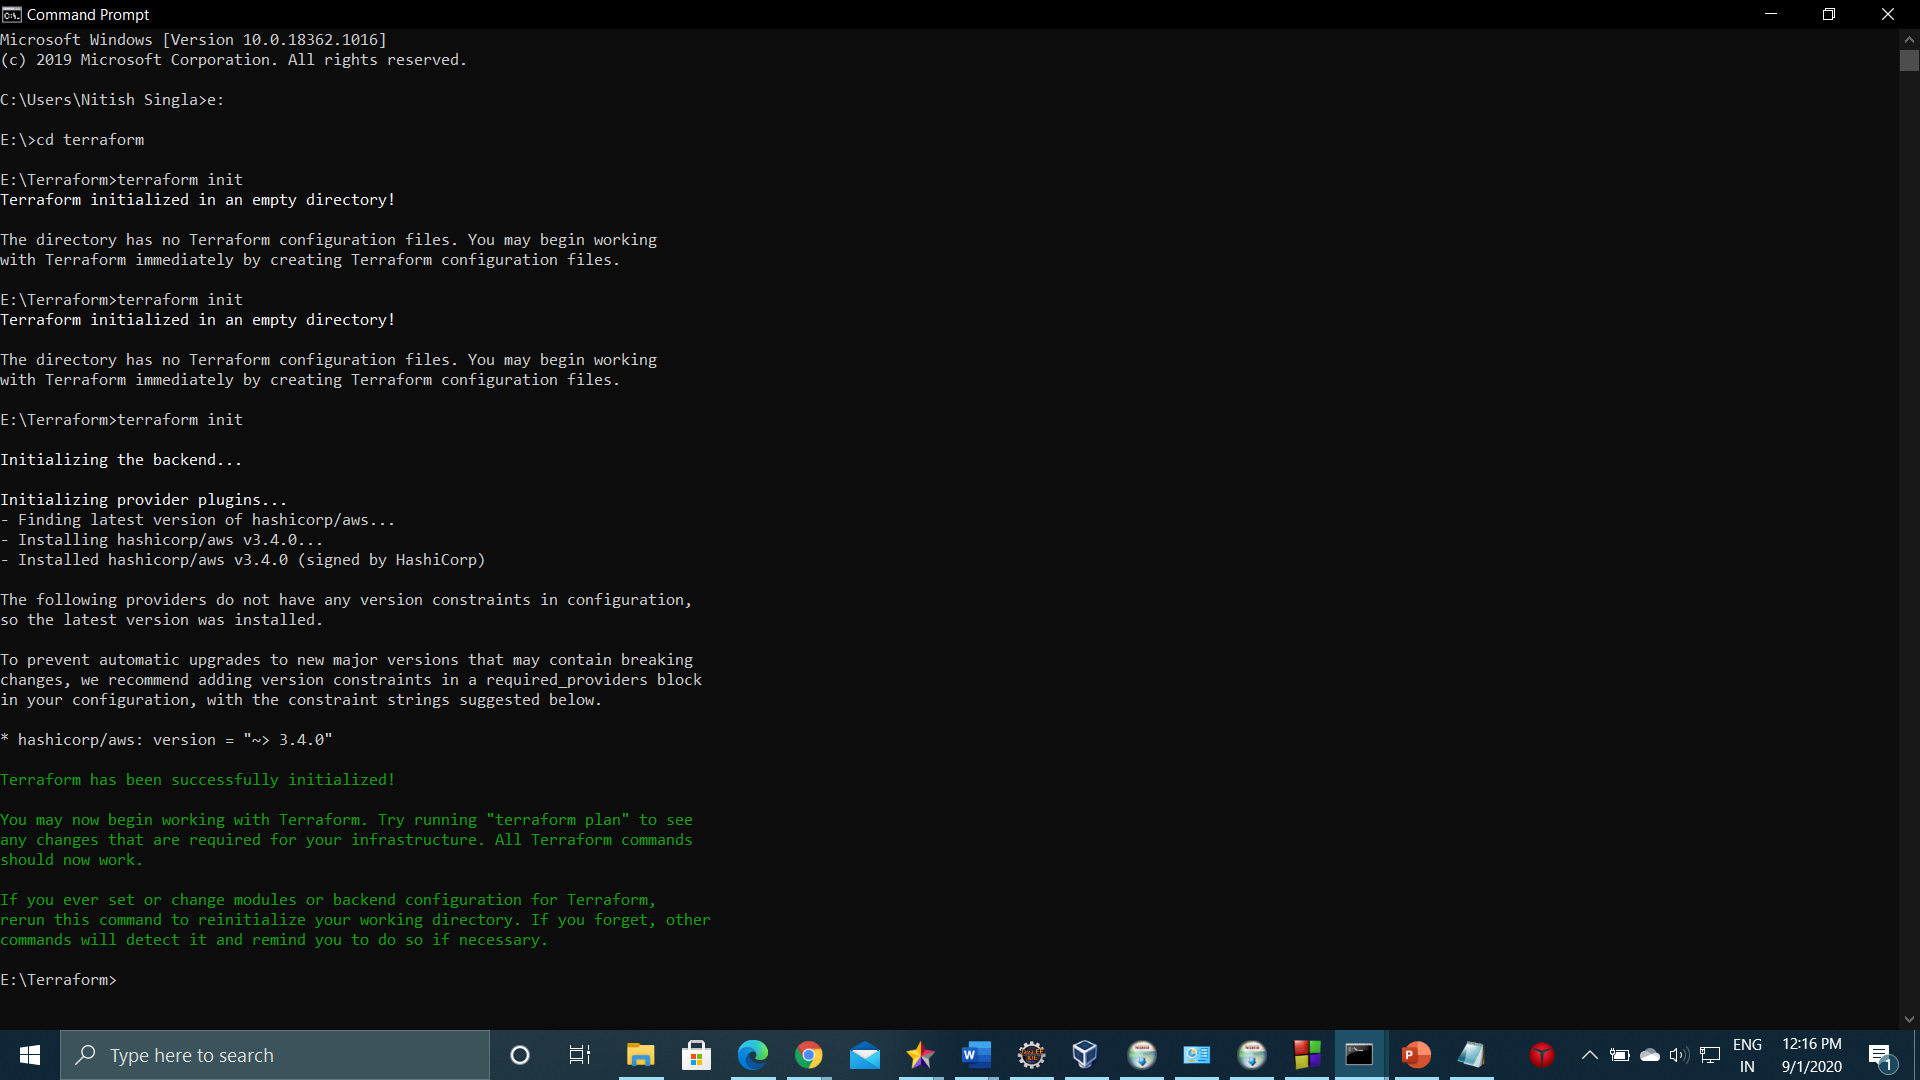 Command Prompt
Microsoft Windows [Version 10.0.18362.1016]
(c) 2019 Microsoft Corporation. All rights reserved.
C:\Users\Nitish Singla>e:
E:\>cd terraform
E:\Terraform>terraform init
Terraform initialized in an empty directory!
The directory has no Terraform configuration files. You may begin working
with Terraform immediately by creating Terraform configuration files.
E:\Terraform>terraform init
Terraform initialized in an empty directory!
The directory has no Terraform configuration files. You may begin working
with Terraform immediately by creating Terraform configuration files.
E:\Terraform>terraform init
Initializing the backend...
Initializing provider plugins...
- Finding latest version of hashicorp/aws...
- Installing hashicorp/aws v3.4.0...
- Installed hashicorp/aws v3.4.0 (signed by HashiCorp)
The following providers do not have any version constraints in configuration,
so the latest version was installed.
To prevent automatic upgrades to new major versions that may contain breaking
changes, we recommend adding version constraints in a required_providers block
in your configuration, with the constraint strings suggested below.
* hashicorp/aws: version = "~> 3.4.0"
Terraform has been successfully initialized!
You may now begin working with Terraform. Try running "terraform plan" to see
any changes that are required for your infrastructure. All Terraform commands
should now work.
If you ever set or change modules or backend configuration for Terraform,
rerun this command to reinitialize your working directory. If you forget, other
commands will detect it and remind you to do so if necessary.
E:\Terraform>
Type here to search
ENG
IN
12:16 PM
9/1/2020
1